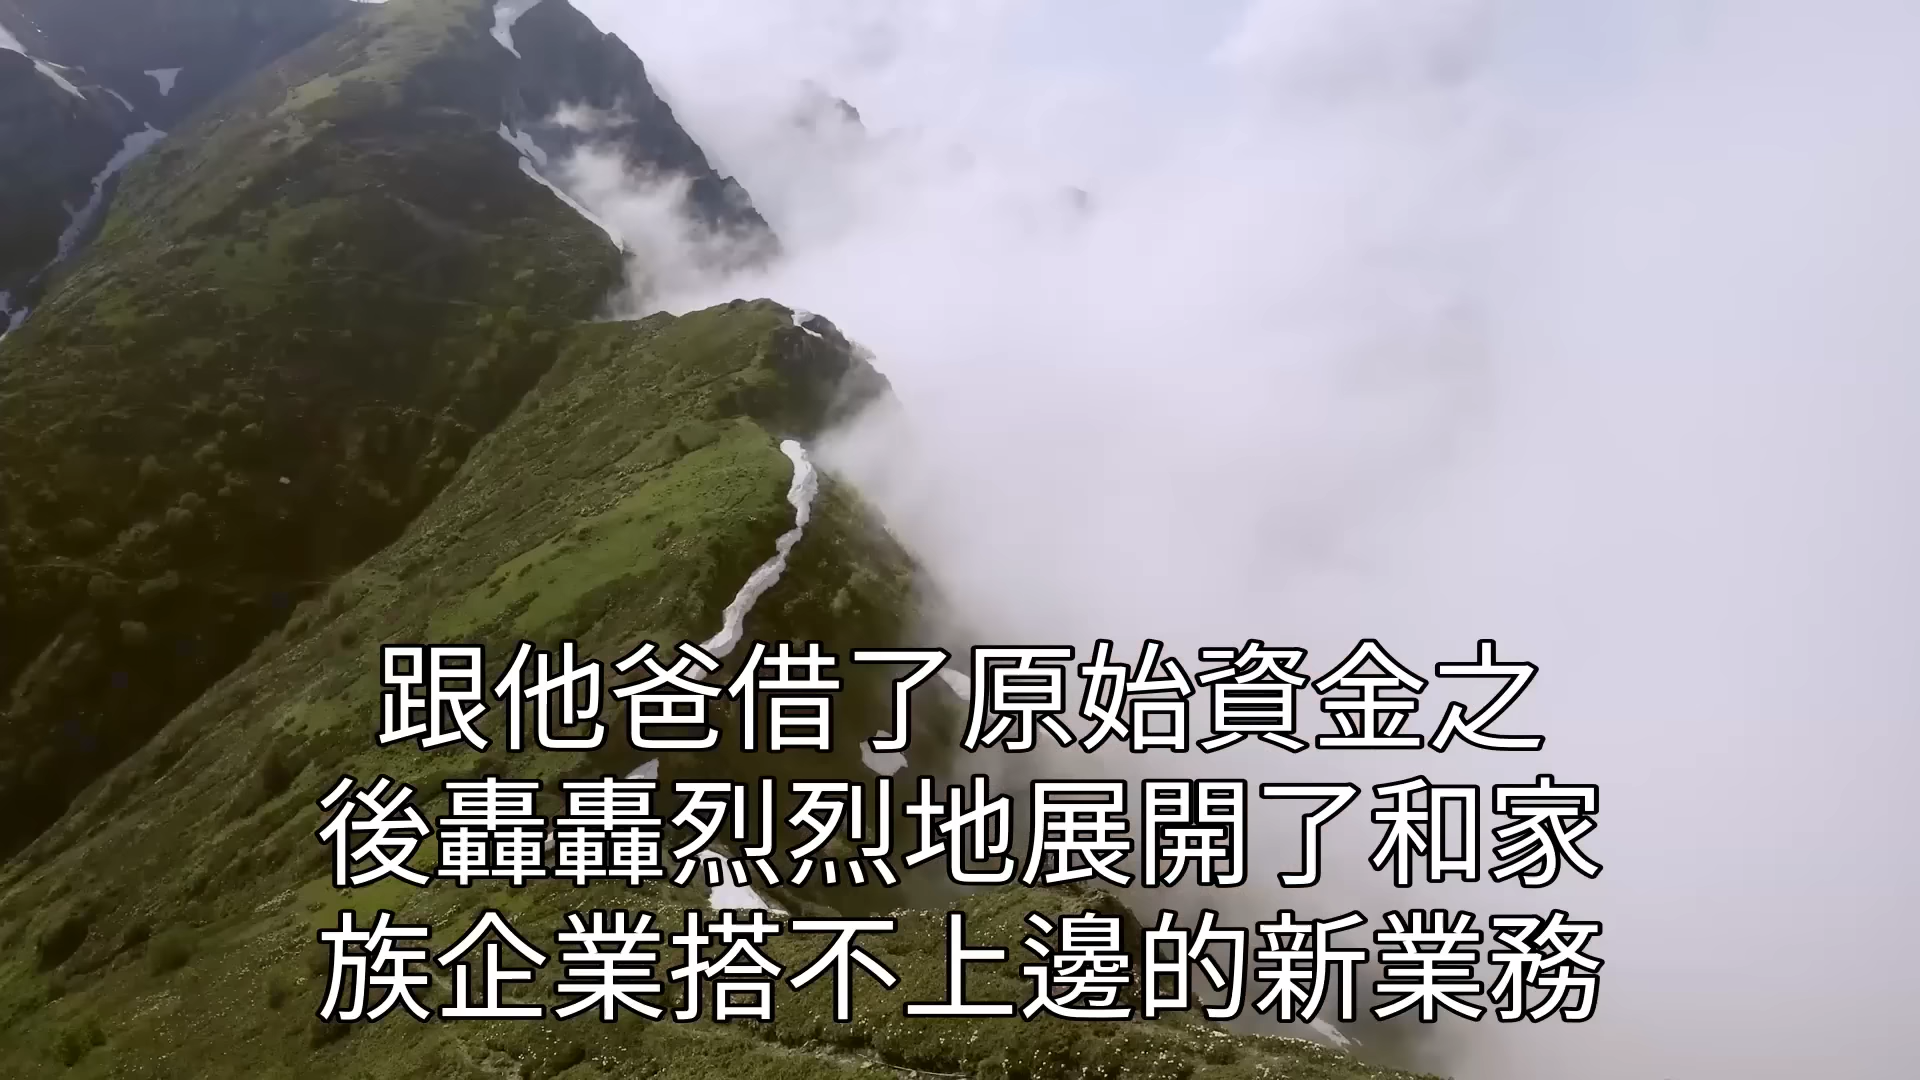 跟他爸借了原始資金之
後轟轟烈烈地展開了和家
族企業搭不上邊的新業務